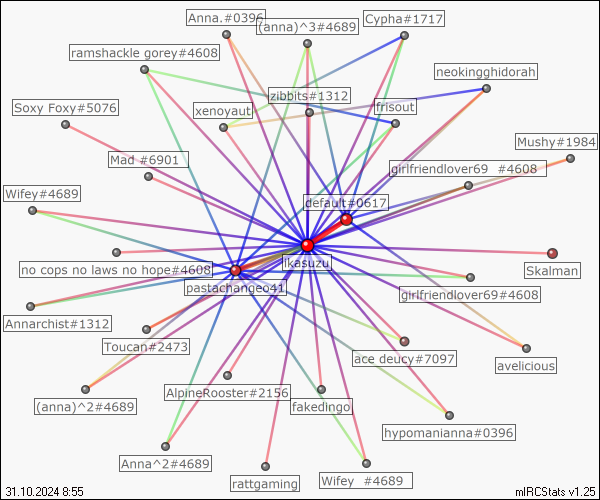 Anna.#0396
(anna)^3#4689
Cypha#1717
ramshackle gorey#4608
neokingghidorah
zibbits#1312
Soxy Foxy#5076
xenoyaut
frisout
Mushy#1984
Mad #6901
girlfriendlover69 #4608
Wifey#4689
default#0617
ikasuzu
no cops no laws no hope#4608
Skalman
pastachangeo41
girlfriendlover69#4608
Annarchist#1312
Toucan#2473
ace deucy#7097
avelicious
AlpineRooster#2156
(anna)^2#4689
fakedingo
hypomanianna#0396
Anna^2#4689
rattgaming
Wifey #4689
31.10.2024 8:55
mIRCStats v1.25